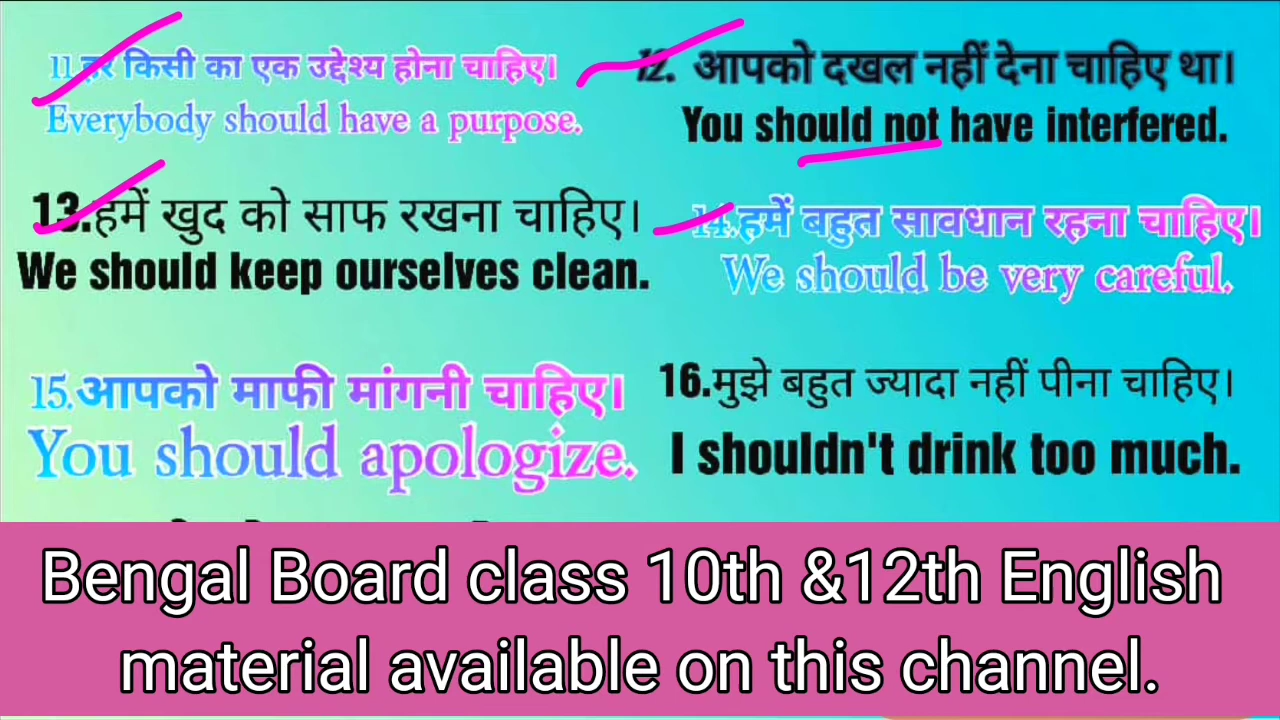 11.हर किसी का एक उद्देश्य होना चाहिए।
Everybody should have a purpose.
12. आपको दखल नहीं देना चाहिए था।
You should not have interfered.
13.हमें खुद को साफ रखना चाहिए।
We should keep ourselves clean.
14.हमें बहुत सावधान रहना चाहिए।
We should be very careful.
15.आपको माफी मांगनी चाहिए।
You should apologize.
16.मुझे बहुत ज्यादा नहीं पीना चाहिए।
I shouldn't drink too much.
Bengal Board class 10th &12th English
material available on this channel.